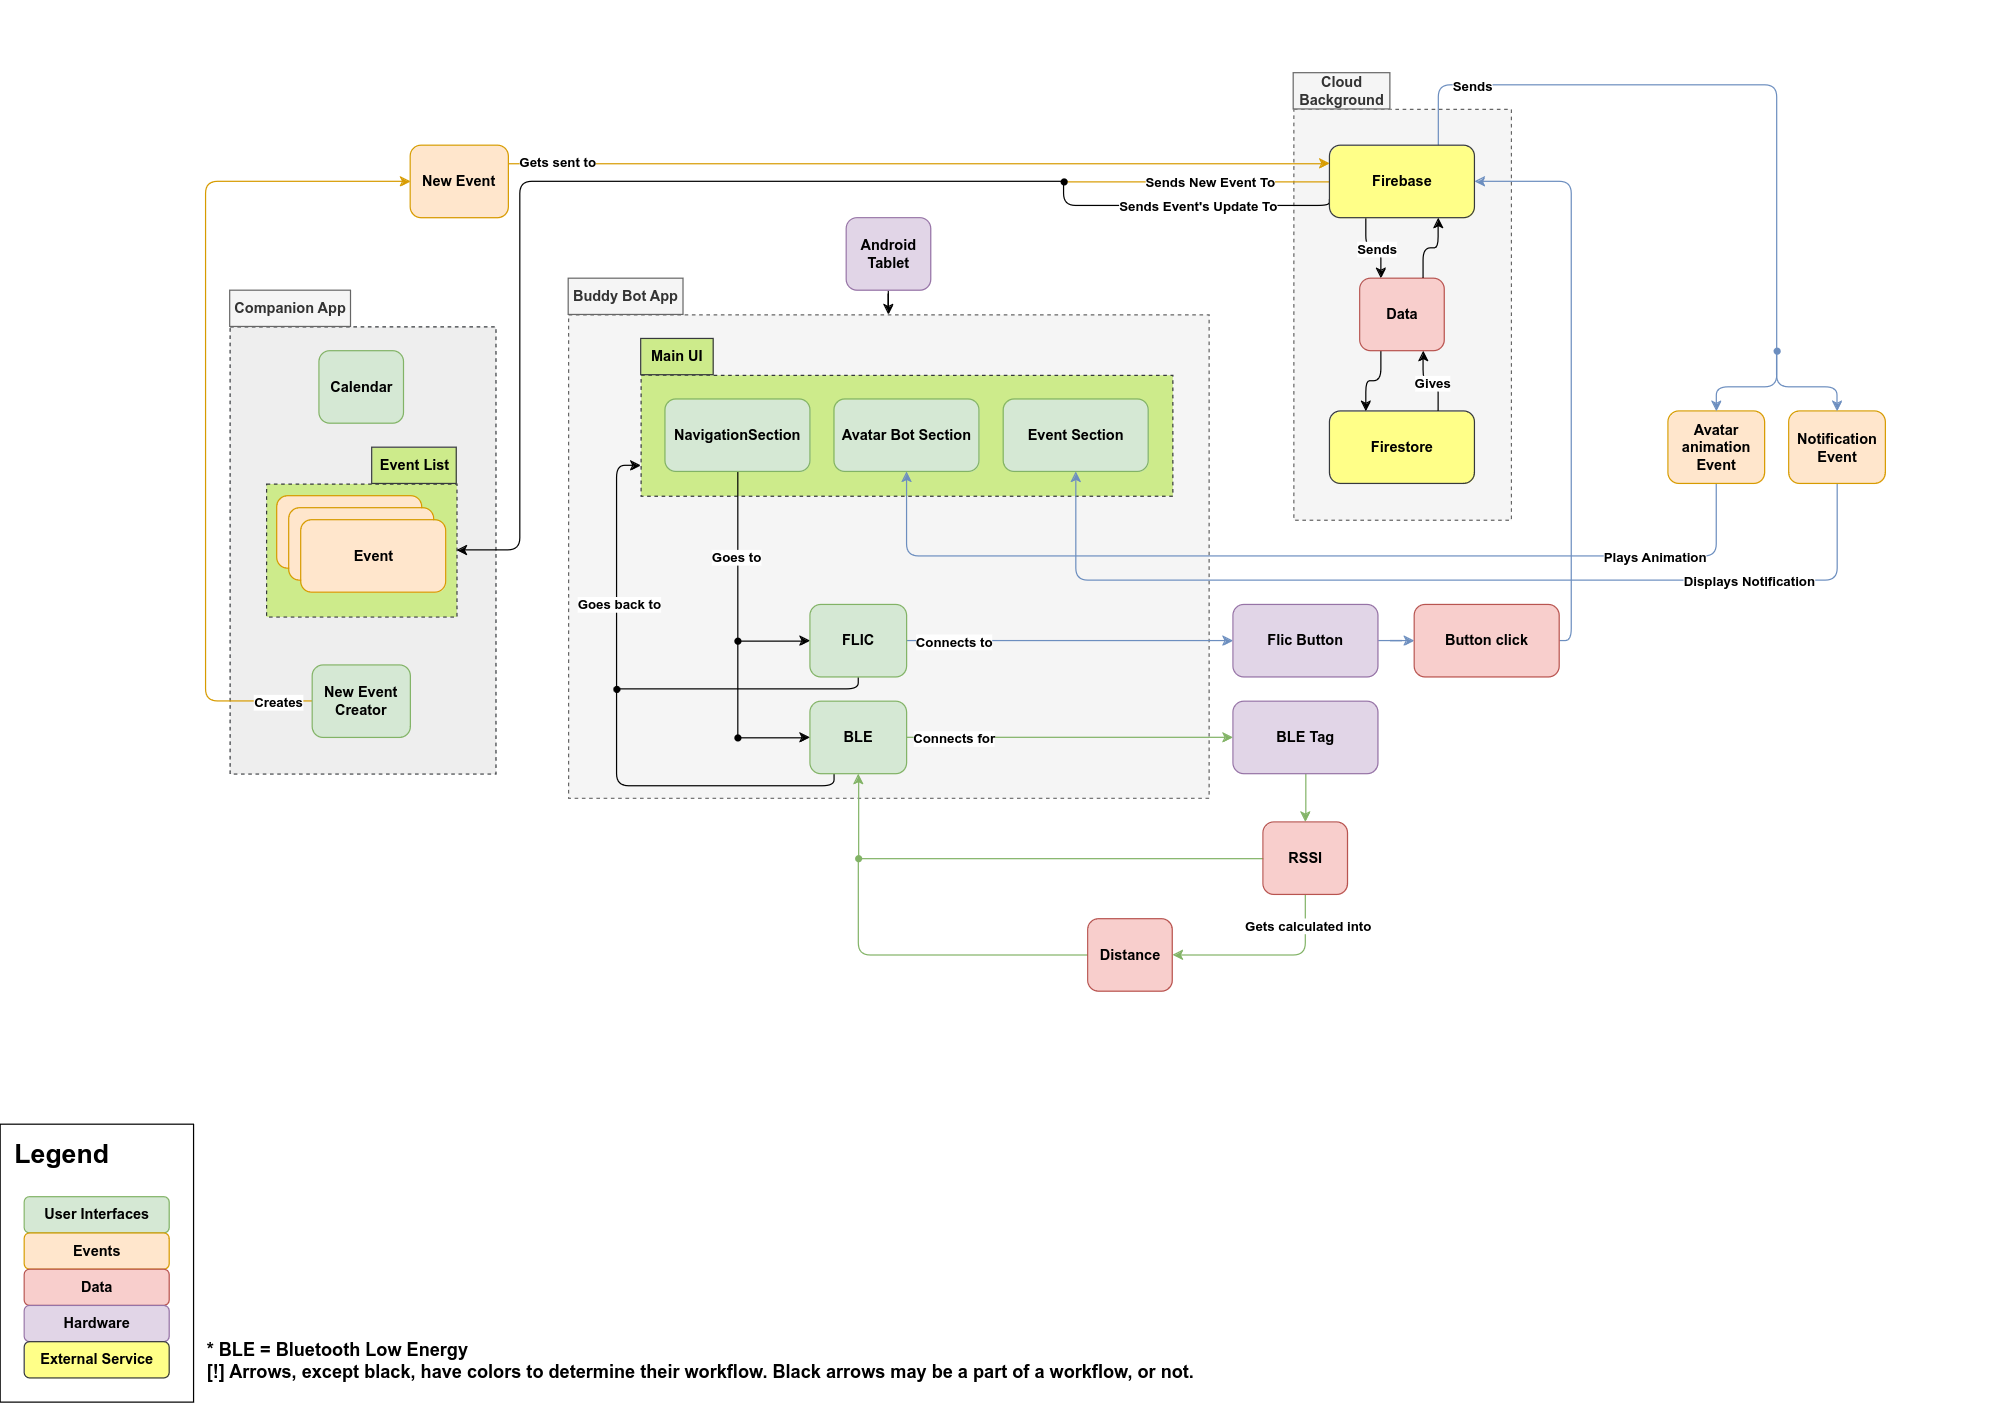 Cloud
Background
Sends
New Event
Gets sent to
Sends New Event To
Sends Event's Update To
Firebase
Android
Tablet
Sends
Companion App
Buddy Bot App
Data
Main UI
Calendar
Gives
NavigationSection
Avatar Bot Section
Event Section
Firestore
Avatar
animation
Event
Notification
Event
Event List
Event
Goes to
Plays Animation
Displays Notification
Goes back to
FLIC
Connects to
Flic Button
Button click
New Event
Creator
Creates
BLE
Connects for
BLE Tag
RSSI
Gets calculated into
Distance
Legend
User Interfaces
Events
Data
Hardware
External Service
* BLE = Bluetooth Low Energy
[!] Arrows, except black, have colors to determine their workflow. Black arrows may be a part of a workflow, or not.